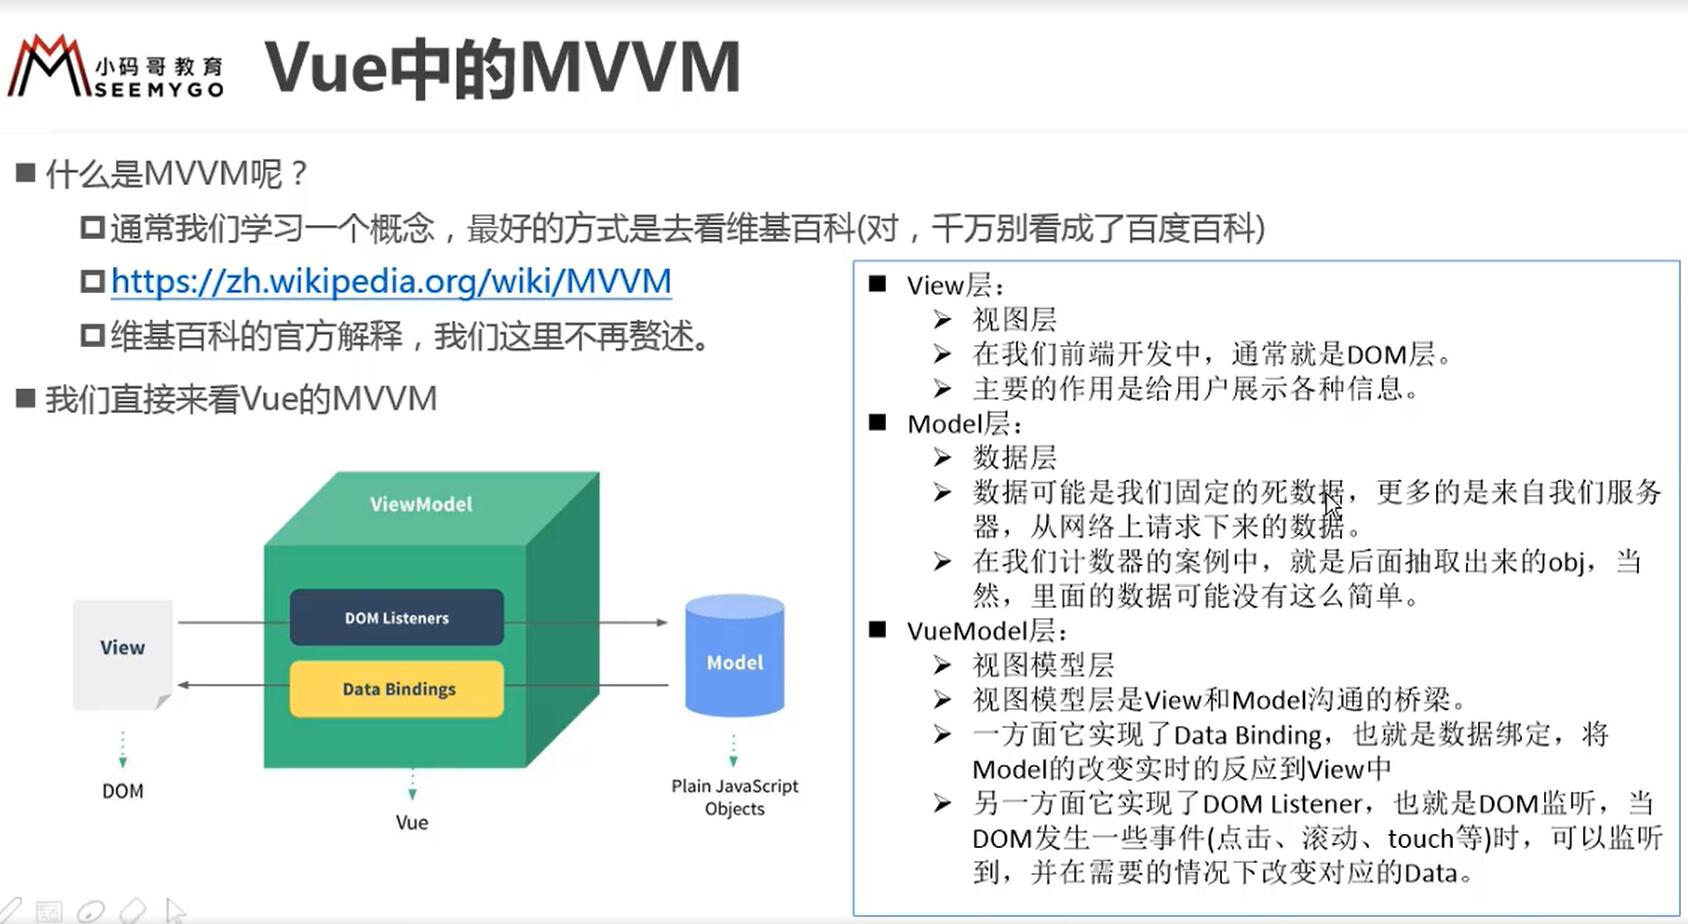 小码哥教育
SEEMYGO
Vue中的MVVM
什么是MVVM呢？
通常我们学习一个概念，最好的方式是去看维基百科(对，千万别看成了百度百科)
https://zh.wikipedia.org/wiki/MVVM
维基百科的官方解释，我们这里不再赘述。
我们直接来看Vue的MVVM
ViewModel
DOM Listeners
View
Model
Data Bindings
DOM
Vue
Plain JavaScript
Objects
View层：
视图层
在我们前端开发中，通常就是DOM层。
主要的作用是给用户展示各种信息。
Model层：
数据层
数据可能是我们固定的死数据，更多的是来自我们服务
器，从网络上请求下来的数据。
在我们计数器的案例中，就是后面抽取出来的obj，当
然，里面的数据可能没有这么简单。
VueModel层：
视图模型层
视图模型层是View和Model沟通的桥梁。
一方面它实现了Data Binding，也就是数据绑定，将
Model的改变实时的反应到View中
另一方面它实现了DOM Listener，也就是DOM监听，当
DOM发生一些事件(点击、滚动、touch等)时，可以监听
到，并在需要的情况下改变对应的Data。